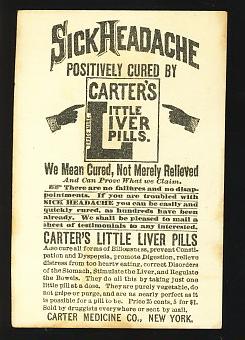 SICK HEADACHE
POSITIVELY CURED BY
CARTER'S
LITTLE
LIVER
PILLS.
We Mean Cured, Not Merely Relieved
And Can Prove What we Claim.
There are no failures and no disap-
pointments. If you are troubled with
SICK HEADACHE you can be easily and
quickly cured, as hundreds have been
already. We shall be pleased to mail a
sheet of testimonials to any interested.
CARTER'S LITTLE LIVER PILLS
Also cure all forms of Biliousness, prevent Consti-
pation and Dyspepsia, promote Digestion, relieve
distress from too hearty eating, correct Disorders
of the Stomach, Stimulate the Liver, and Regulate
the Bowels. They do all this by taking just one
little pill at a dose. They are purely vegetable, do
not gripe or purge, and are as nearly perfect as it
is possible for a pill to be. Price 25 cents, 5 for $1.
Sold by druggists everywhere or sent by mail.
CARTER MEDICINE CO., NEW YORK.